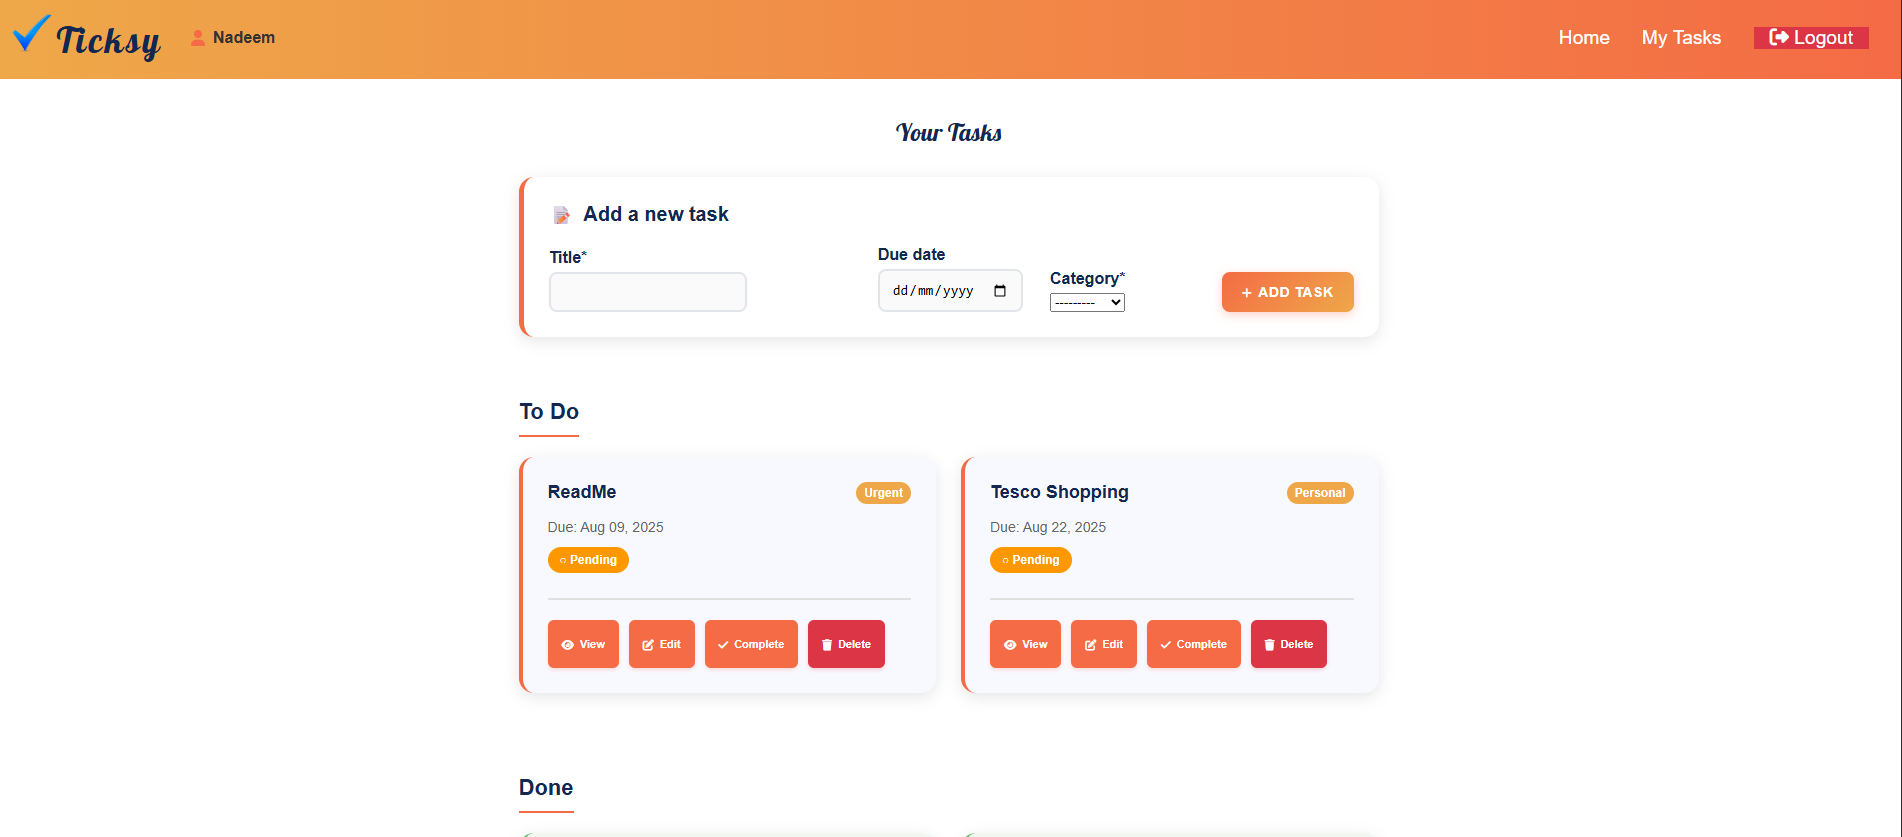 Ticksy
Nadeem
Home
My Tasks
Logout
Your Tasks
Add a new task
Title*
Due date
dd/mm/yyyy
Category*
---------
+ ADD TASK
To Do
ReadMe
Urgent
Due: Aug 09, 2025
Pending
View
Edit
Complete
Delete
Tesco Shopping
Personal
Due: Aug 22, 2025
Pending
View
Edit
Complete
Delete
Done